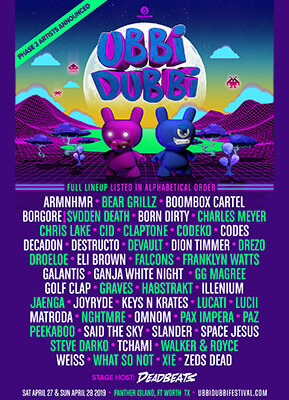 PHASE 2 ARTISTS ANNOUNCED
UBBI
DUBBI
FULL LINEUP LISTED IN ALPHABETICAL ORDER
ARMNHMR • BEAR GRILLZ • BOOMBOX CARTEL
BORGORE | SVDDEN DEATH • BORN DIRTY • CHARLES MEYER
CHRIS LAKE • CID • CLAPTONE • CODEKO • CODES
DECADON • DESTRUCTO • DEVAULT • DION TIMMER • DREZO
DROELOE • ELI BROWN • FALCONS • FRANKLYN WATTS
GALANTIS • GANJA WHITE NIGHT • GG MAGREE
GOLF CLAP • GRAVES • HABSTRAKT • ILLENIUM
JAENGA • JOYRYDE • KEYS N KRATES • LUCATI • LUCII
MATRODA • NGHTMRE • OMNOM • PAX IMPERA • PAZ
PEEKABOO • SAID THE SKY • SLANDER • SPACE JESUS
STEVE DARKO • TCHAMI • WALKER & ROYCE
WEISS • WHAT SO NOT • XIE • ZEDS DEAD
STAGE HOST: DEADBEATS
SAT APRIL 27 & SUN APRIL 28 2019 • PANTHER ISLAND, FT WORTH TX • UBBIDUBBIFESTIVAL.COM